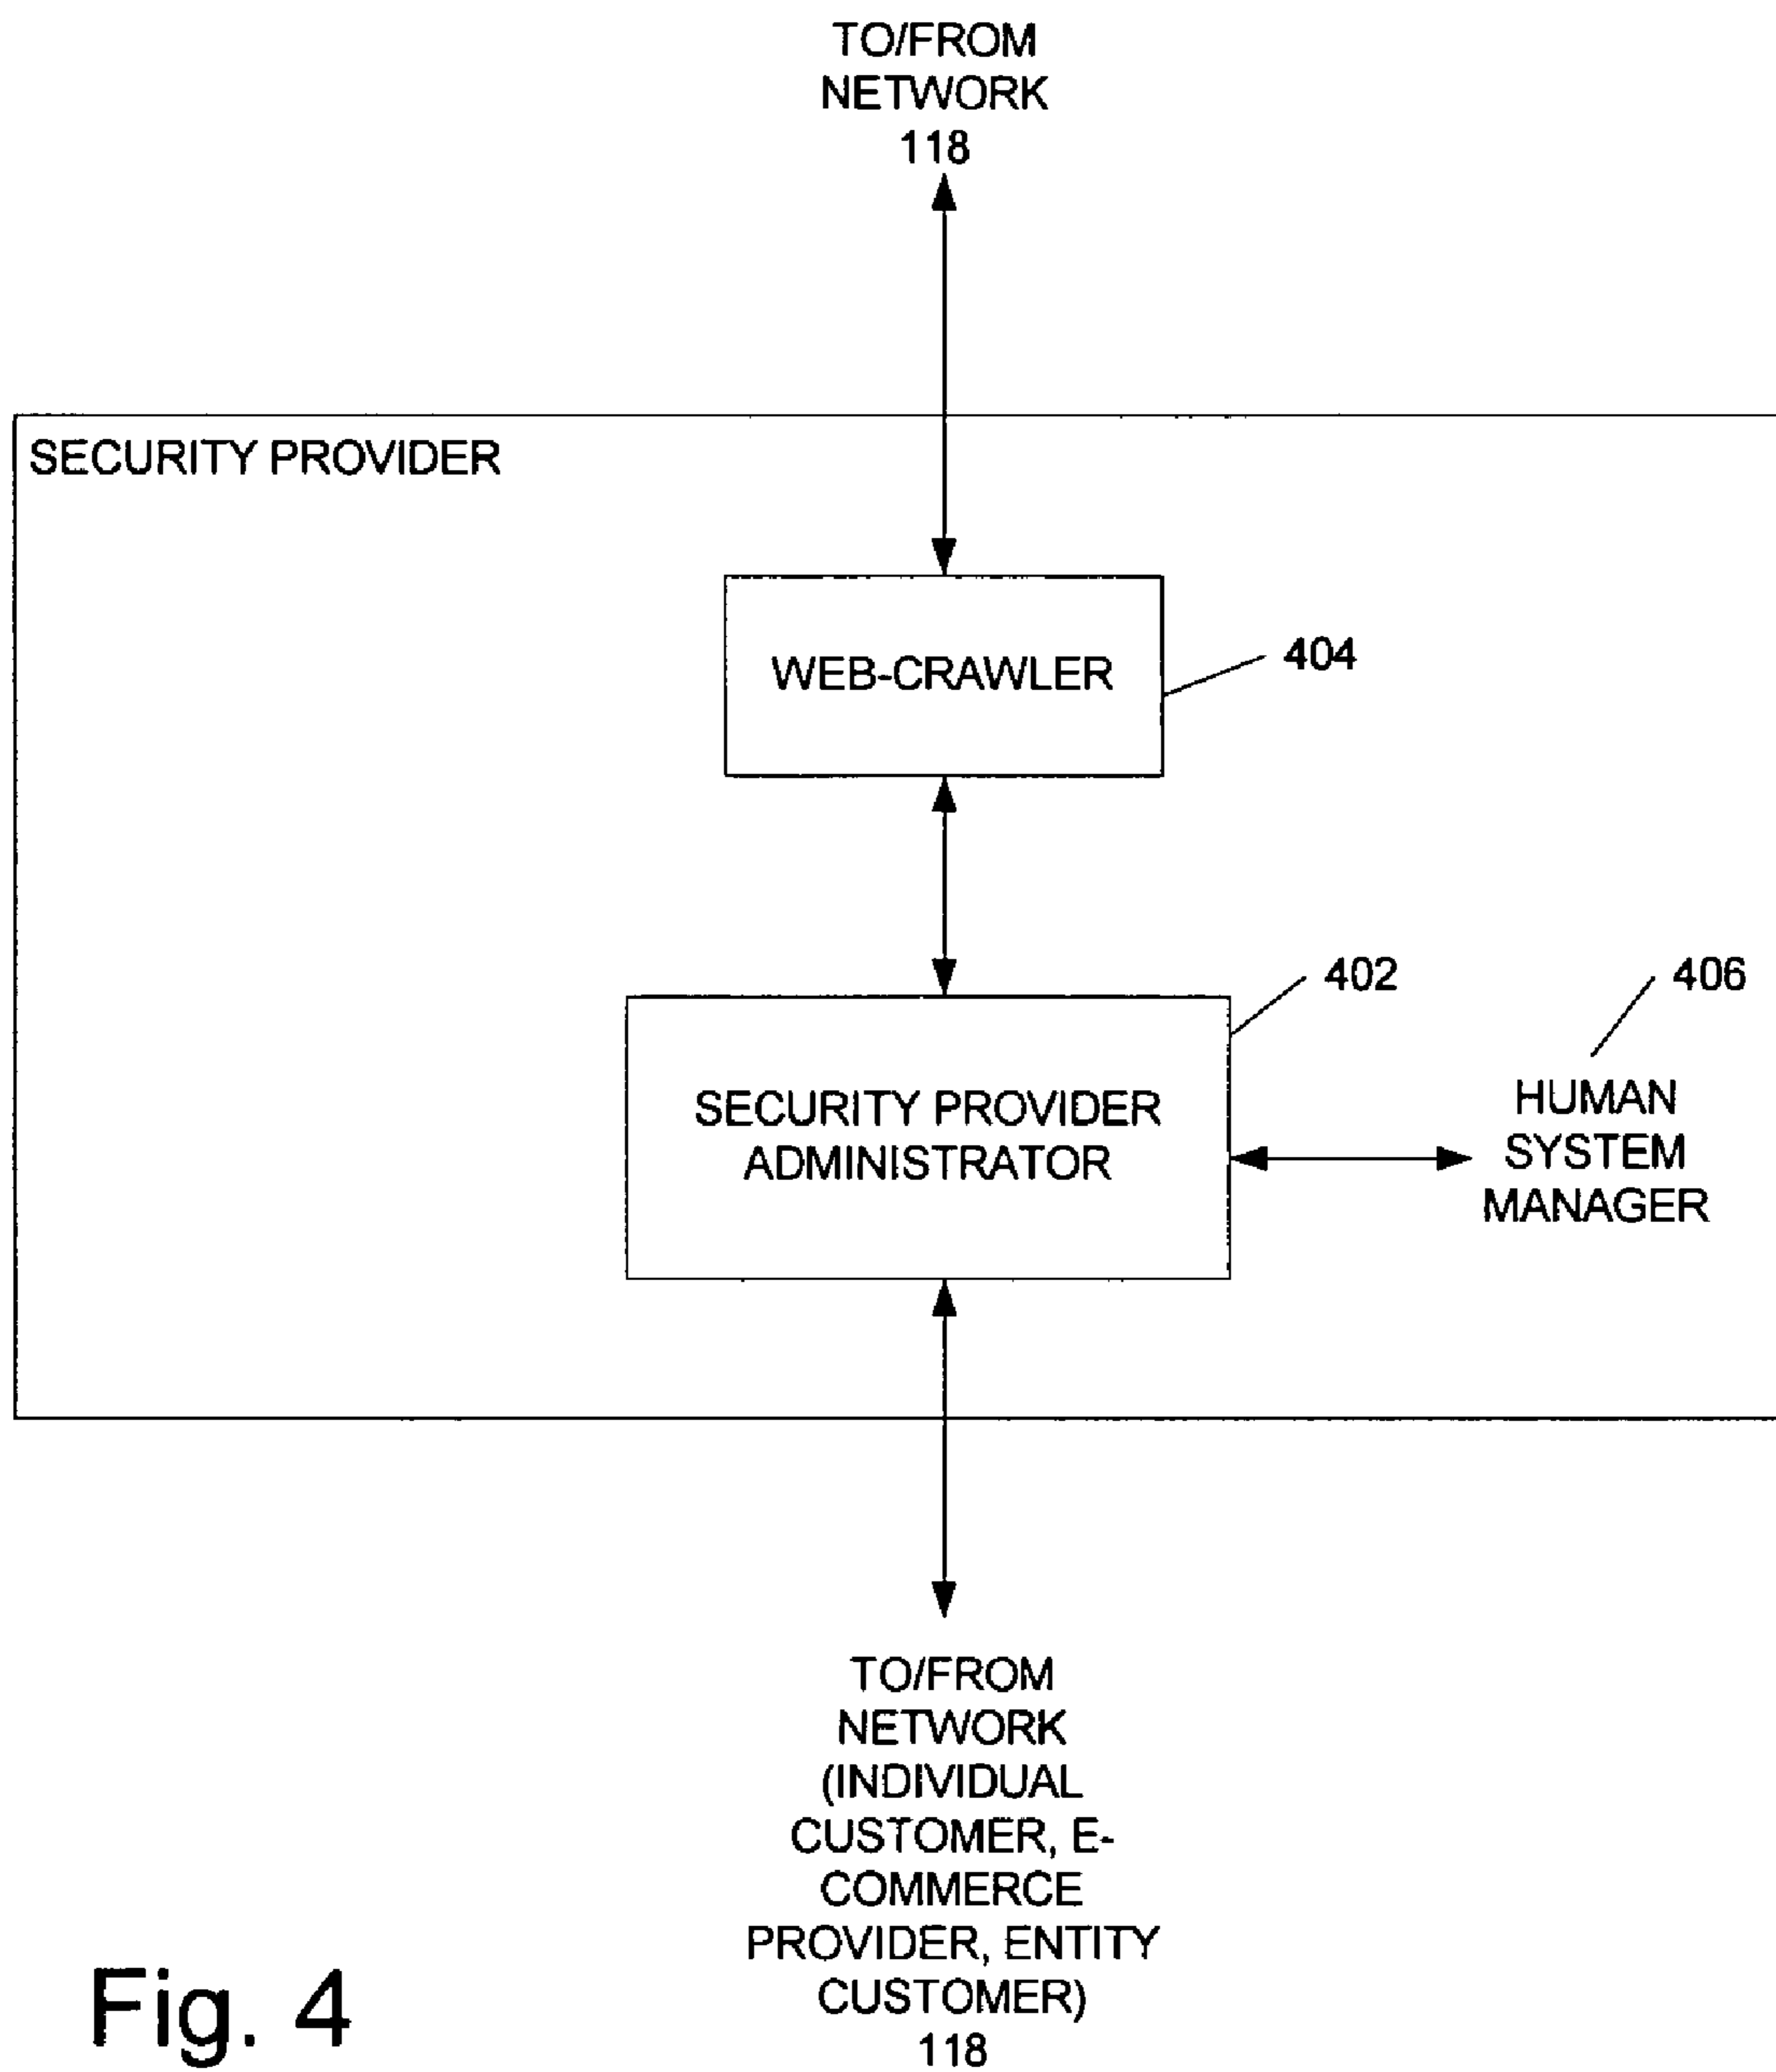 TO/FROM
NETWORK
118
SECURITY PROVIDER
WEB-CRAWLER
404
402
406
SECURITY PROVIDER
ADMINISTRATOR
HUMAN
SYSTEM
MANAGER
TO/FROM
NETWORK
(INDIVIDUAL
CUSTOMER, E-
COMMERCE
PROVIDER, ENTITY
CUSTOMER)
118
Fig. 4